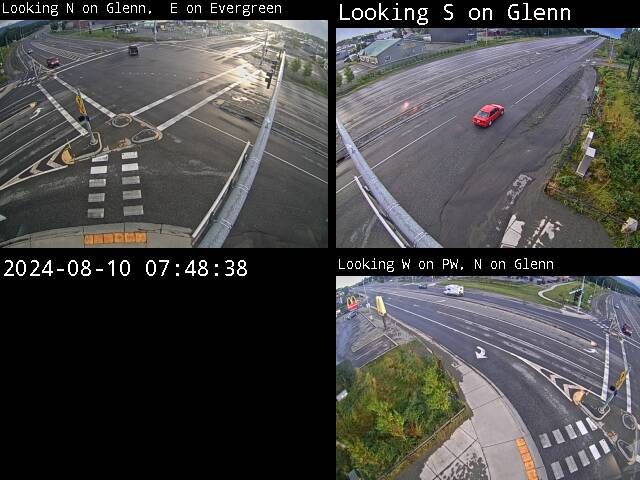 Looking N on Glenn,  E on Evergreen
Looking S on Glenn
2024-08-10 07:48:38
Looking W on PW, N on Glenn